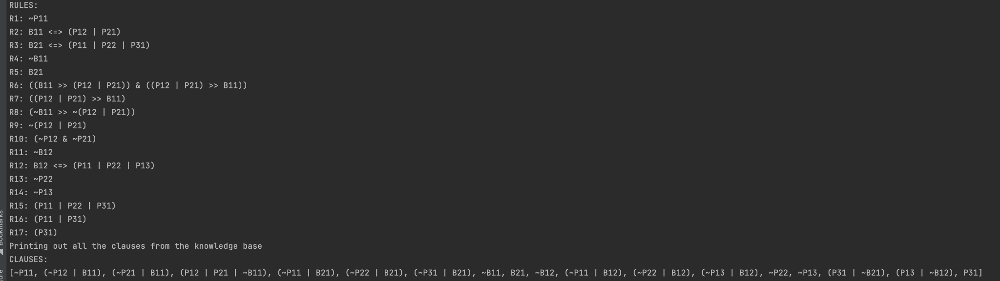 RULES:
R1: ~P11
R2: B11 <=> (P12 | P21)
R3: B21 <=> (P11 | P22 | P31)
R4: ~B11
R5: B21
R6: ((B11 >> (P12 | P21)) & ((P12 | P21) >> B11))
R7: ((P12 | P21) >> B11)
R8: (~B11 >> ~(P12 | P21))
R9: ~(P12 | P21)
R10: (~P12 & ~P21)
R11: ~B12
R12: B12 <=> (P11 | P22 | P13)
R13: ~P22
R14: ~P13
R15: (P11 | P22 | P31)
R16: (P11 | P31)
R17: (P31)
Printing out all the clauses from the knowledge base
CLAUSES:
[~P11, (~P12 | B11), (~P21 | B11), (P12 | P21 | ~B11), (~P11 | B21), (~P22 | B21), (~P31 | B21), ~B11, B21, ~B12, (~P11 | B12), (~P22 | B12), (~P13 | B12), ~P22, ~P13, (P31 | ~B21), (P13 | ~B12), P31]
Bookmarks